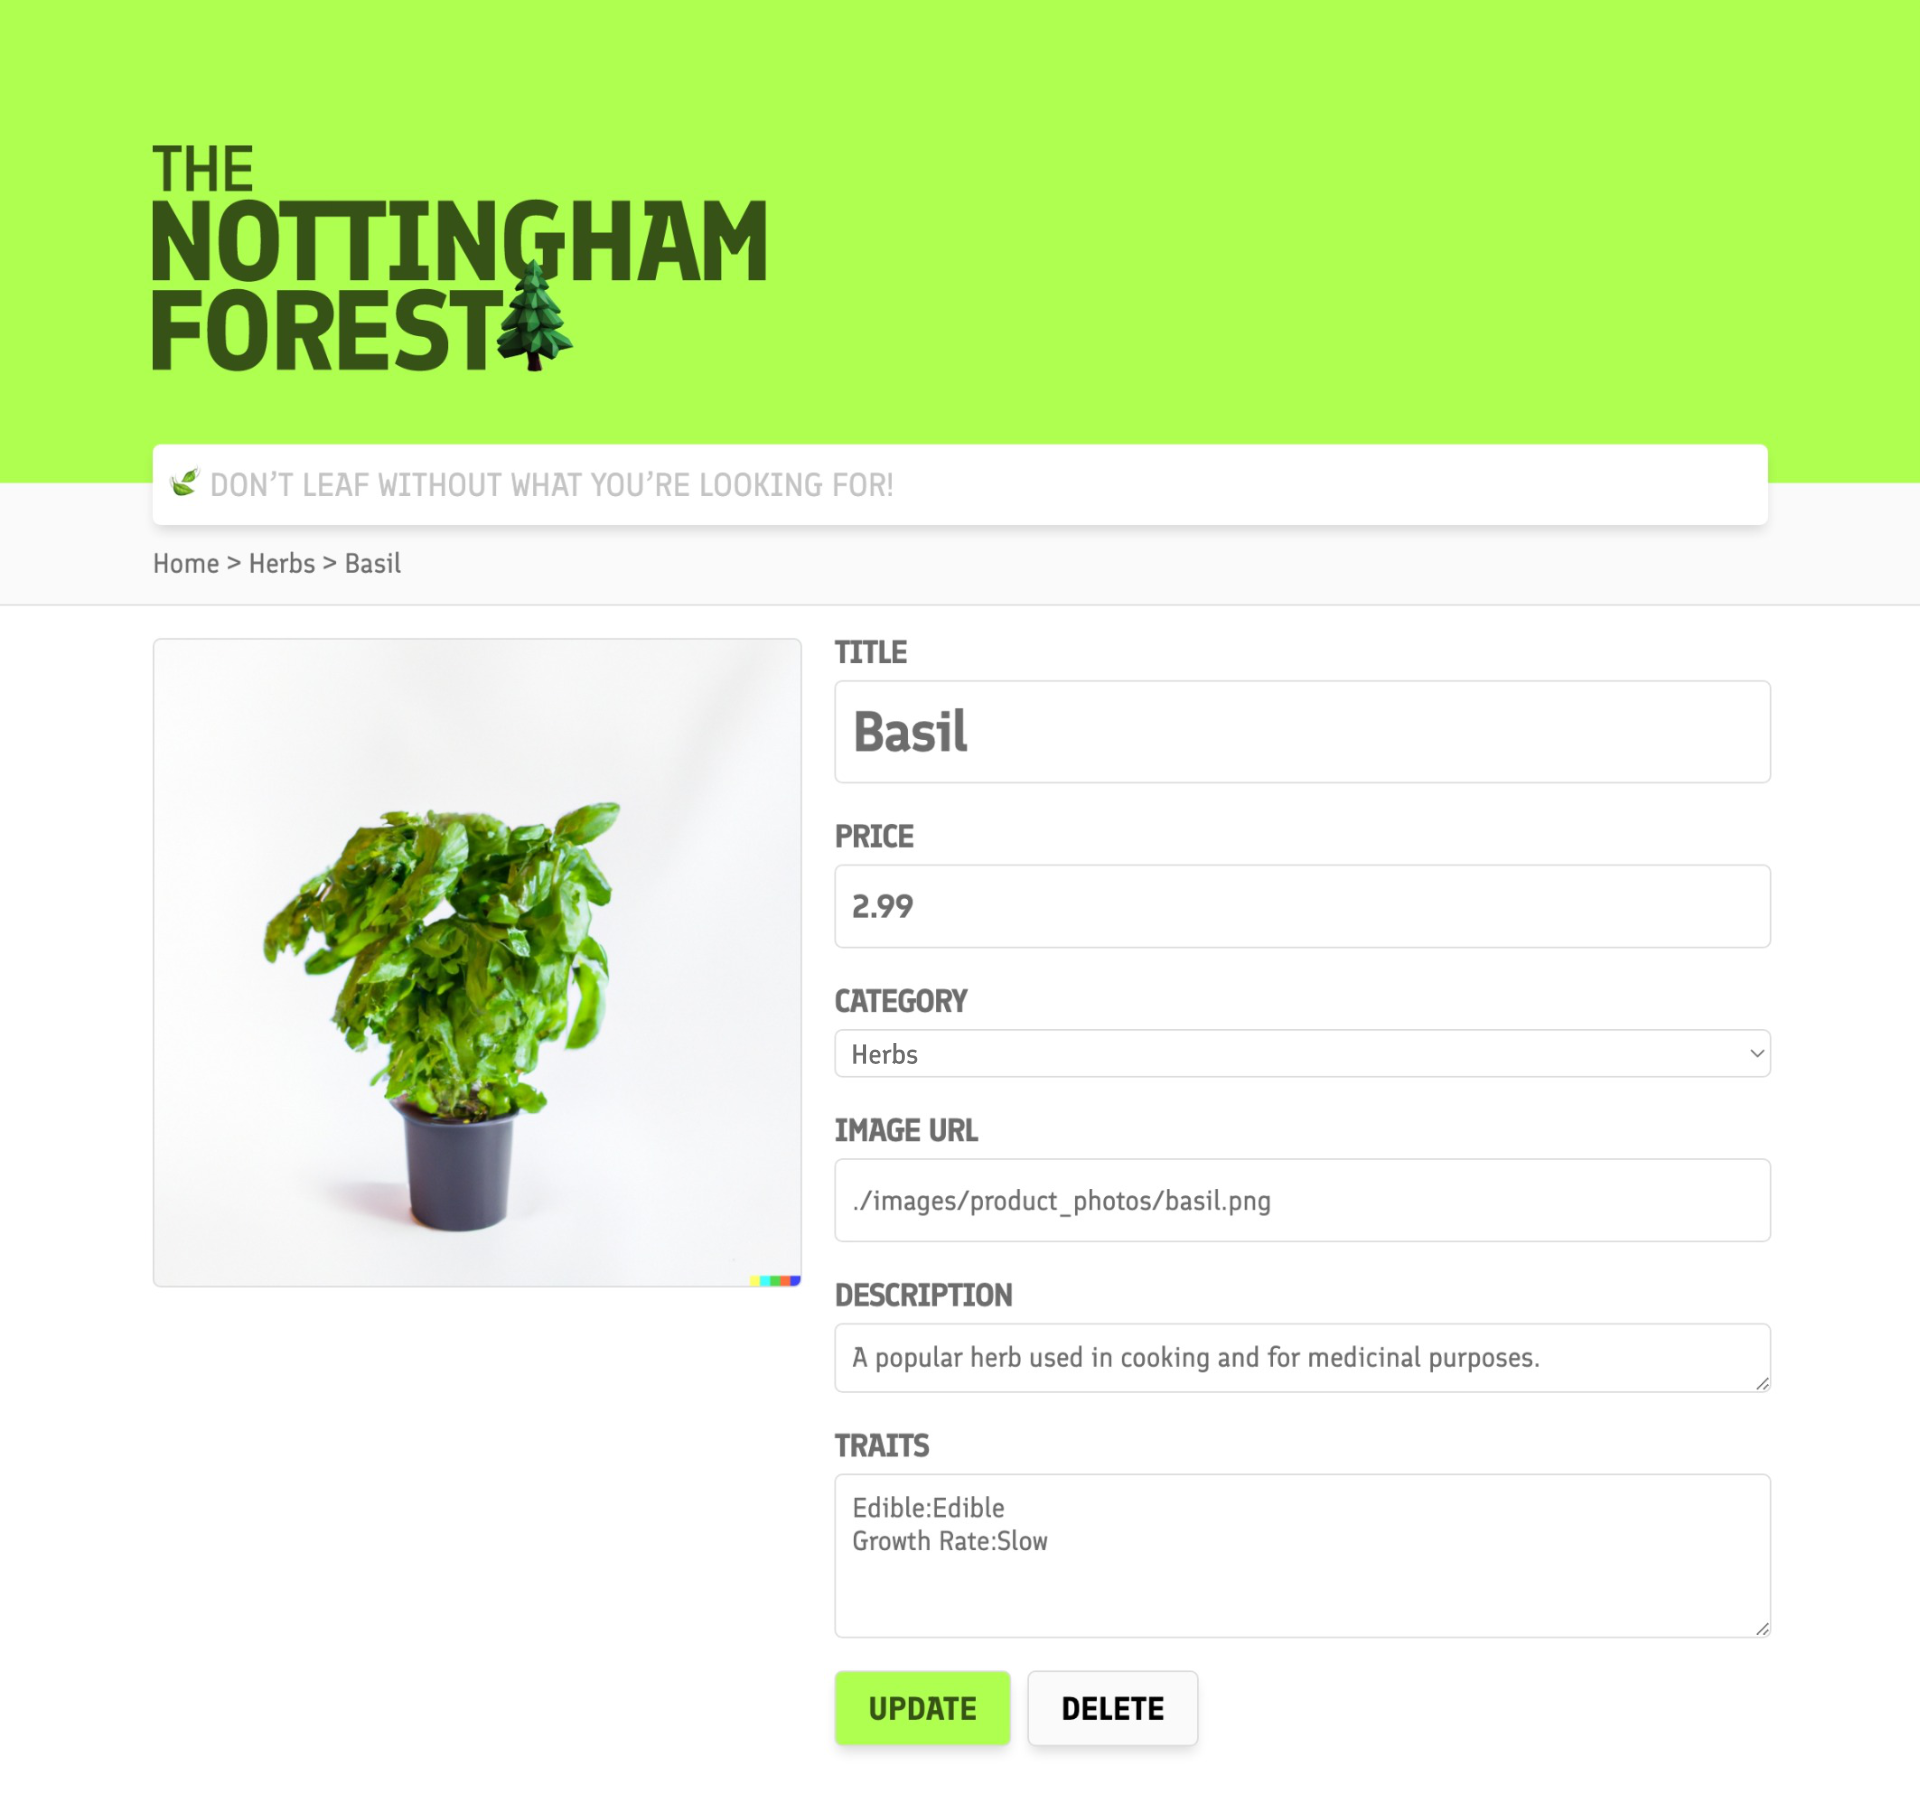 THE
NOTTINGHAM
FOREST
DON’T LEAF WITHOUT WHAT YOU’RE LOOKING FOR!
Home > Herbs > Basil
TITLE
Basil
PRICE
2.99
CATEGORY
Herbs
IMAGE URL
./images/product_photos/basil.png
DESCRIPTION
A popular herb used in cooking and for medicinal purposes.
TRAITS
Edible:Edible
Growth Rate:Slow
UPDATE DELETE